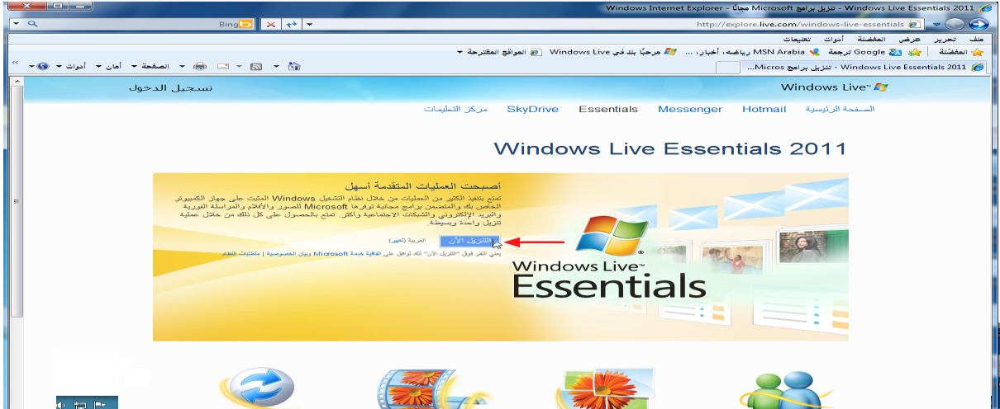 Windows Live Essentials 2011 - تنزيل برامج Microsoft مجانًا - Windows Internet Explorer
http://explore.live.com/windows-live-essentials
Bing
ملف تحرير عرض المفضلة أدوات تعليمات
المفضلة Google ترجمة MSN Arabia رياضه، أخبار، ... مرحبًا بك في Windows Live المواقع المقترحة
Windows Live Essentials 2011 - تنزيل برامج Micros...
الصفحة أمان أدوات
Windows Live™
تسجيل الدخول
الصفحة الرئيسية Hotmail Messenger Essentials SkyDrive مركز التعليمات
Windows Live Essentials 2011
أصبحت العمليات المتقدمة أسهل
تمتع بتنفيذ الكثير من العمليات من خلال نظام التشغيل Windows المثبت على جهاز الكمبيوتر
الخاص بك والمتضمن برامج مجانية توفرها Microsoft للصور والأفلام والمراسلة الفورية
والبريد الإلكتروني والشبكات الاجتماعية وأكثر. تمتع بالحصول على كل ذلك من خلال عملية
تنزيل واحدة وبسيطة.
التنزيل الآن العربية (تغيير)
يعني النقر فوق "التنزيل الآن" أنك توافق على اتفاقية خدمة Microsoft وبيان الخصوصية | متطلبات النظام
Windows Live™
Essentials